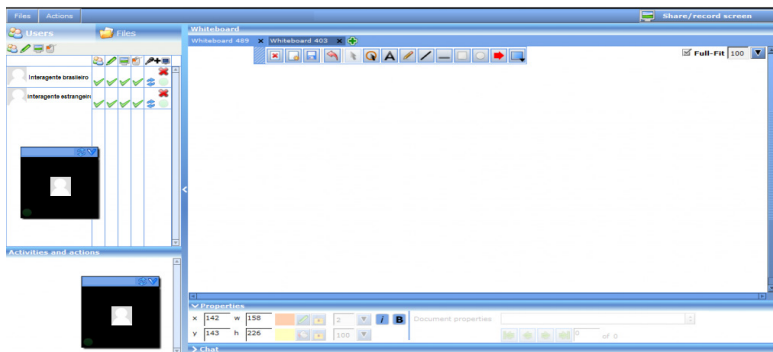 Files Actions Share/record screen
Users Files
Whiteboard
Whiteboard 489 Whiteboard 403
A Full-Fit 100
Interagente brasileiro
Interagente estrangeiro
Activities and actions
Properties
x 142 w 158 2 i B Document properties
y 143 h 226 100 0 of 0
Chat